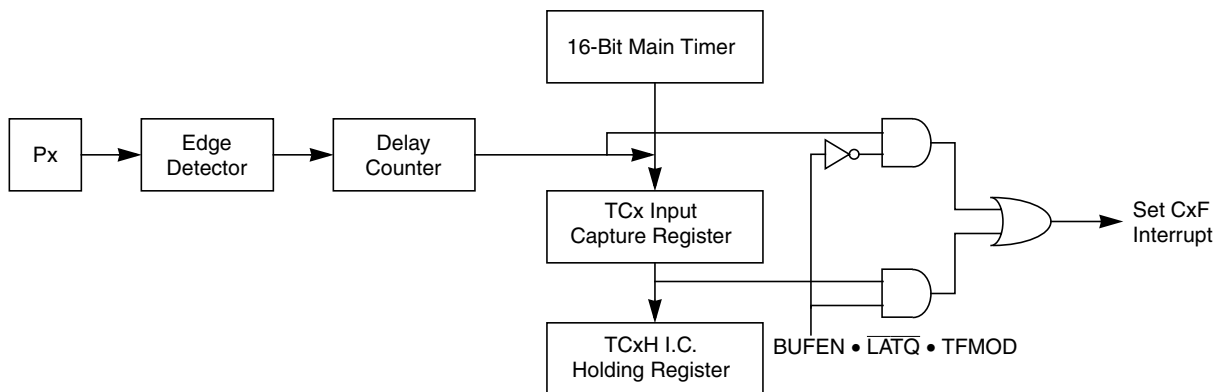 16-Bit Main Timer
Px
Edge
Detector
Delay
Counter
TCx Input
Capture Register
Set CxF
Interrupt
TCxH I.C.
Holding Register
BUFEN • L̅A̅T̅Q̅ • TFMOD